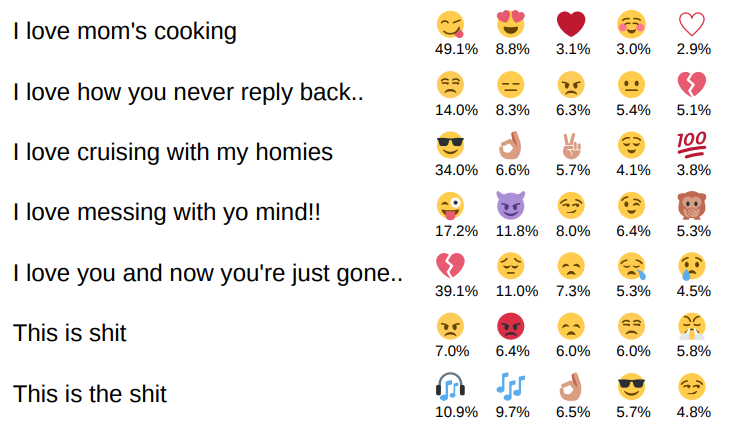 I love mom's cooking
49.1% 8.8% 3.1% 3.0% 2.9%
I love how you never reply back..
14.0% 8.3% 6.3% 5.4% 5.1%
I love cruising with my homies
34.0% 6.6% 5.7% 4.1% 3.8%
I love messing with yo mind!!
17.2% 11.8% 8.0% 6.4% 5.3%
I love you and now you're just gone..
39.1% 11.0% 7.3% 5.3% 4.5%
This is shit
7.0% 6.4% 6.0% 6.0% 5.8%
This is the shit
10.9% 9.7% 6.5% 5.7% 4.8%